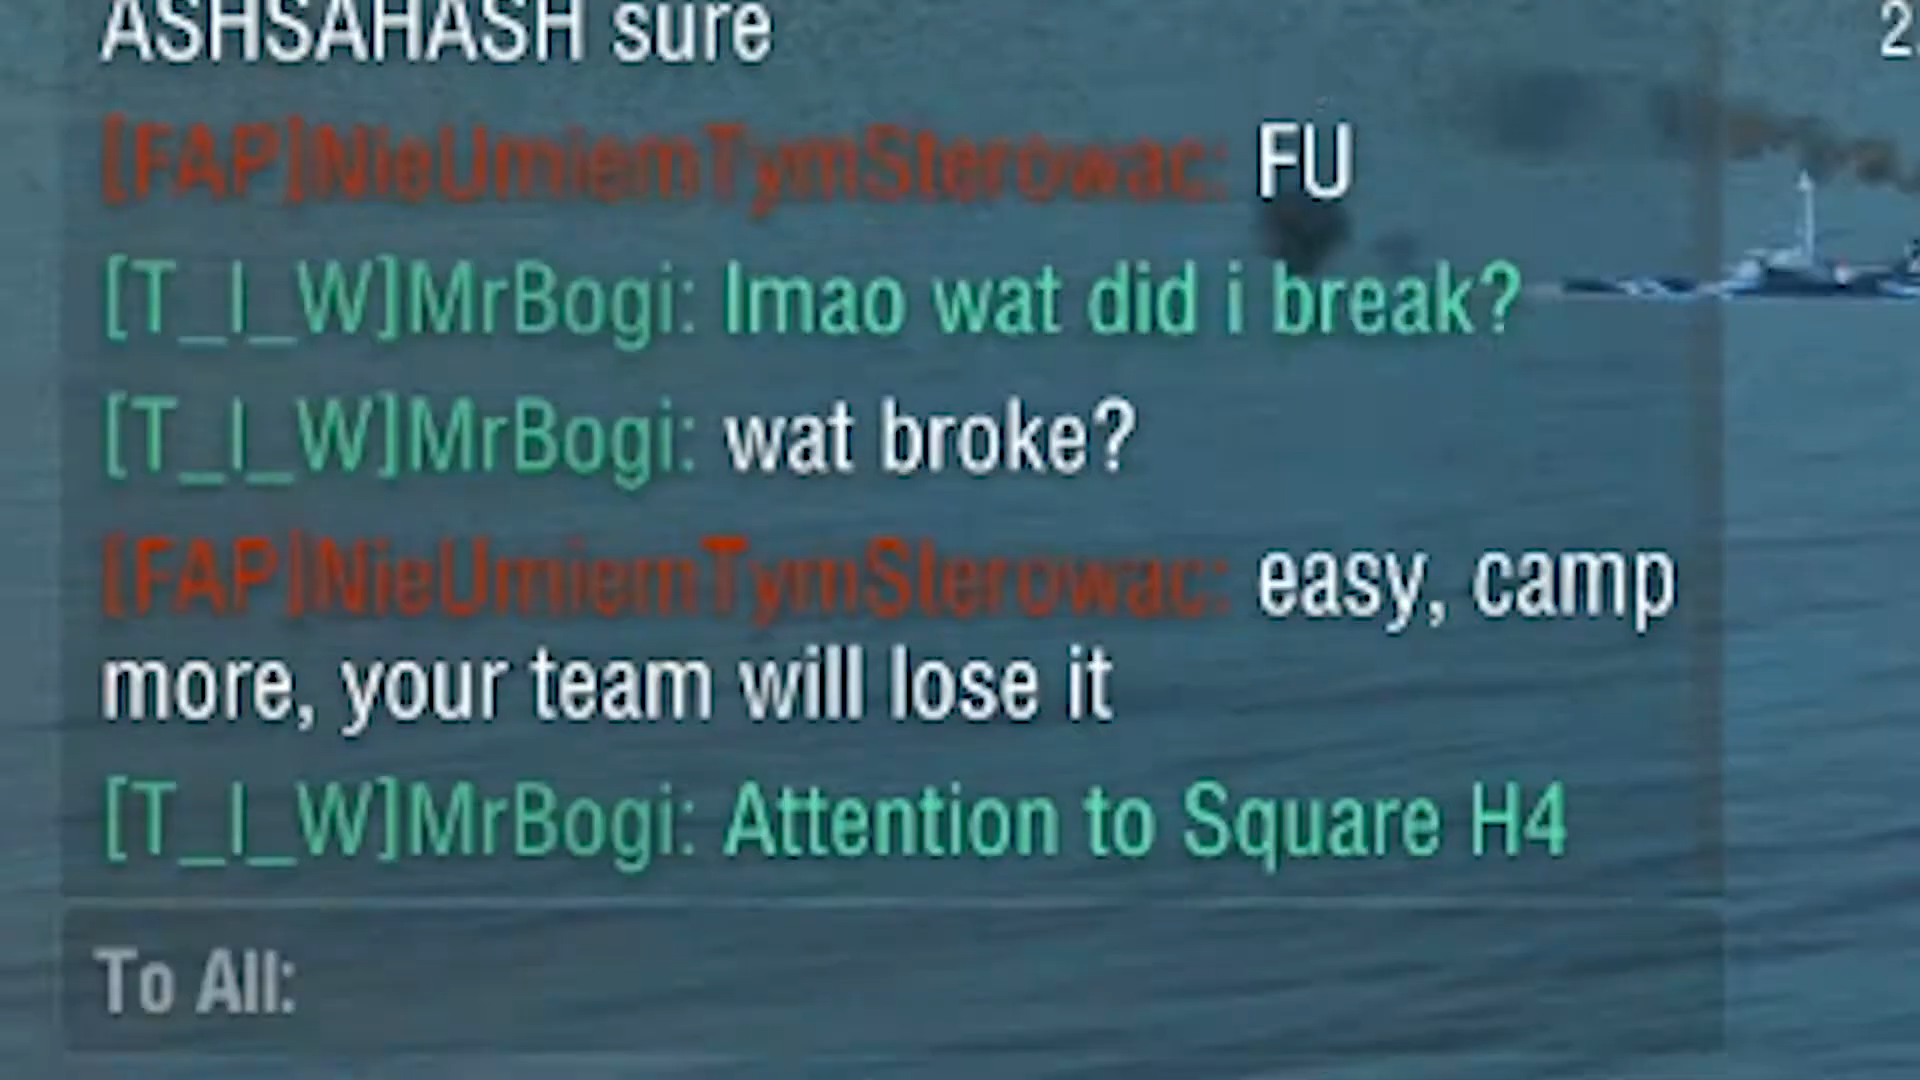 ASHSAHASH sure
[FAP]NieUmiemTymSterowac: FU
[T_I_W]MrBogi: lmao wat did i break?
[T_I_W]MrBogi: wat broke?
[FAP]NieUmiemTymSterowac: easy, camp
more, your team will lose it
[T_I_W]MrBogi: Attention to Square H4
To All: